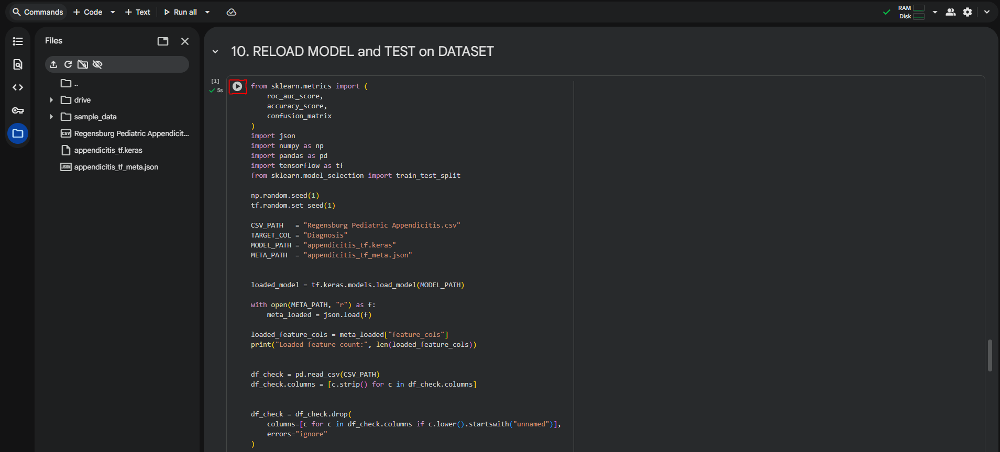 Commands
+ Code
+ Text
Run all
RAM
Disk
Files
..
drive
sample_data
CSV
Regensburg Pediatric Appendicit...
appendicitis_tf.keras
JSON
appendicitis_tf_meta.json
10. RELOAD MODEL and TEST on DATASET
[1]
5s
from sklearn.metrics import (
    roc_auc_score,
    accuracy_score,
    confusion_matrix
)
import json
import numpy as np
import pandas as pd
import tensorflow as tf
from sklearn.model_selection import train_test_split
np.random.seed(1)
tf.random.set_seed(1)
CSV_PATH   = "Regensburg Pediatric Appendicitis.csv"
TARGET_COL = "Diagnosis"
MODEL_PATH = "appendicitis_tf.keras"
META_PATH  = "appendicitis_tf_meta.json"
loaded_model = tf.keras.models.load_model(MODEL_PATH)
with open(META_PATH, "r") as f:
    meta_loaded = json.load(f)
loaded_feature_cols = meta_loaded["feature_cols"]
print("Loaded feature count:", len(loaded_feature_cols))
df_check = pd.read_csv(CSV_PATH)
df_check.columns = [c.strip() for c in df_check.columns]
df_check = df_check.drop(
    columns=[c for c in df_check.columns if c.lower().startswith("unnamed")],
    errors="ignore"
)